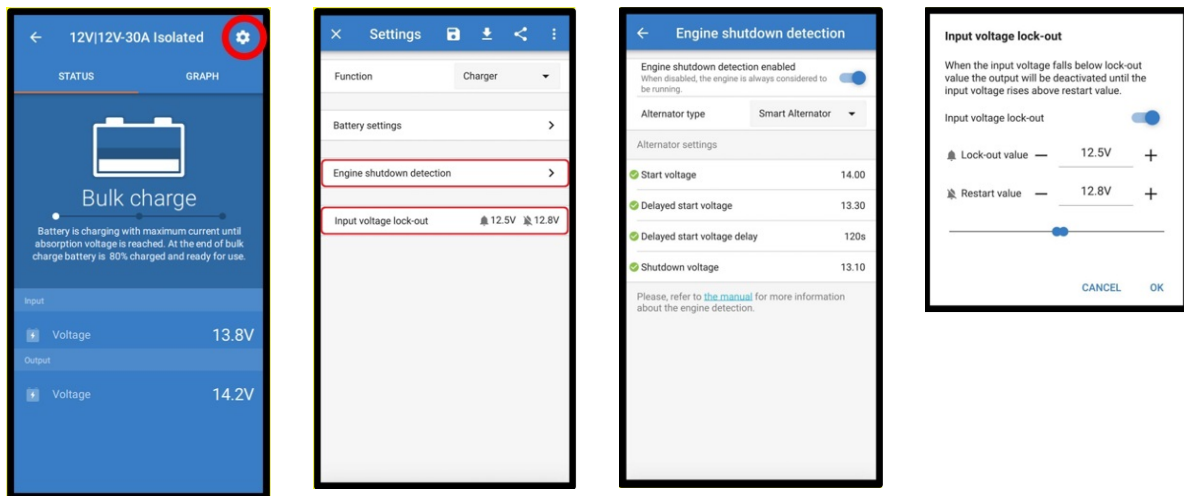 12V|12V-30A Isolated
STATUS GRAPH
Bulk charge
Battery is charging with maximum current until
absorption voltage is reached. At the end of bulk
charge battery is 80% charged and ready for use.
Input
Voltage 13.8V
Output
Voltage 14.2V
Settings
Function Charger
Battery settings
Engine shutdown detection
Input voltage lock-out 12.5V 12.8V
Engine shutdown detection
Engine shutdown detection enabled
When disabled, the engine is always considered to
be running.
Alternator type Smart Alternator
Alternator settings
Start voltage 14.00
Delayed start voltage 13.30
Delayed start voltage delay 120s
Shutdown voltage 13.10
Please, refer to the manual for more information
about the engine detection.
Input voltage lock-out
When the input voltage falls below lock-out
value the output will be deactivated until the
input voltage rises above restart value.
Input voltage lock-out
Lock-out value — 12.5V +
Restart value — 12.8V +
CANCEL OK